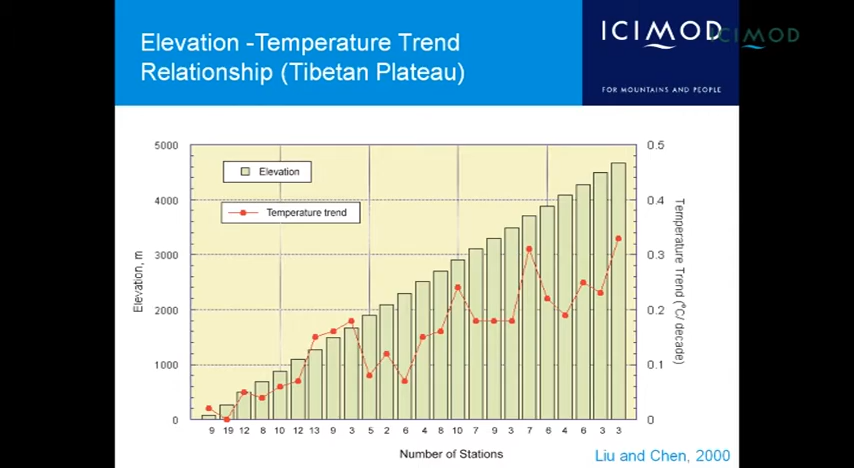 Elevation -Temperature Trend
Relationship (Tibetan Plateau)
ICIMOD
ICIMOD
FOR MOUNTAINS AND PEOPLE
5000
4000
3000
2000
1000
0
Elevation, m
Elevation
Temperature trend
0.5
0.4
0.3
0.2
0.1
0
Temperature Trend (°C/ decade)
9 19 12 8 10 12 13 9 3 5 2 6 4 8 10 7 9 3 7 6 4 6 3 3
Number of Stations
Liu and Chen, 2000